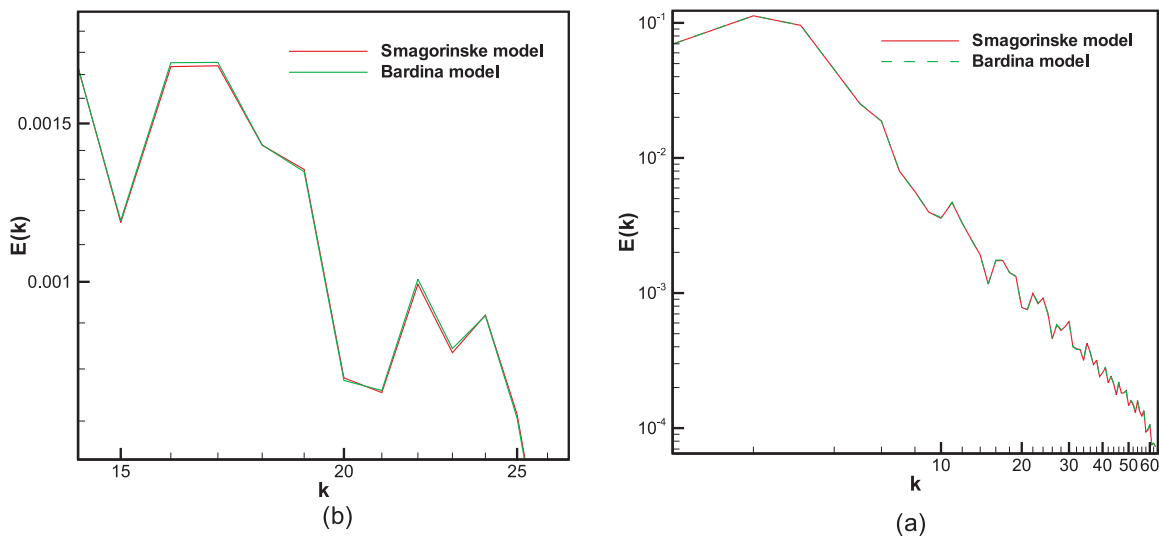 Smagorinske model
Bardina model
0.0015
0.001
E(k)
15
20
25
k
(b)
Smagorinske model
Bardina model
10-1
10-2
10-3
10-4
E(k)
10
20
30
40
50
60
k
(a)